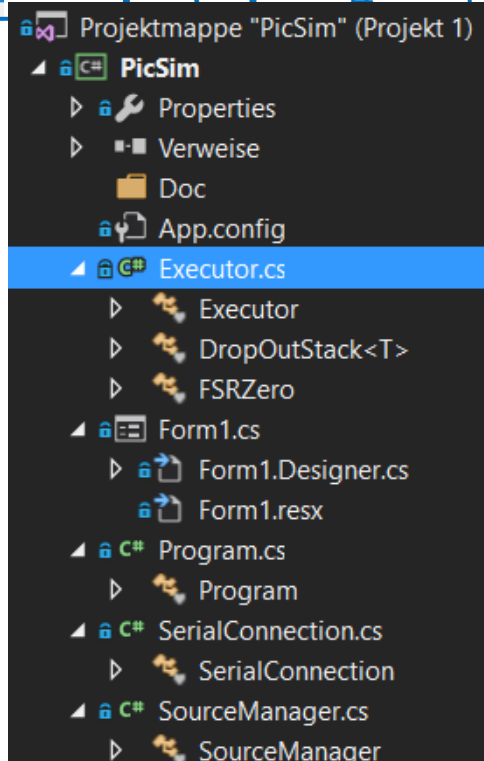 Projektmappe "PicSim" (Projekt 1)
C# PicSim
Properties
Verweise
Doc
App.config
C# Executor.cs
Executor
DropOutStack<T>
FSRZero
Form1.cs
Form1.Designer.cs
Form1.resx
C# Program.cs
Program
C# SerialConnection.cs
SerialConnection
C# SourceManager.cs
SourceManager